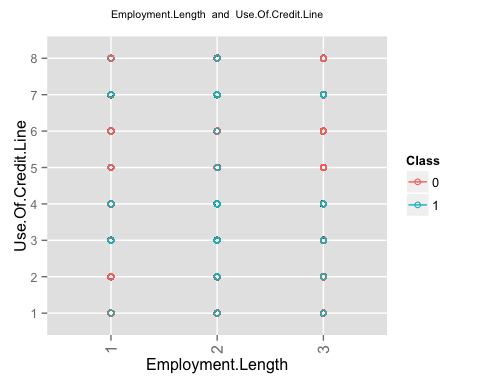 Employment.Length and Use.Of.Credit.Line
Use.Of.Credit.Line
8
7
6
5
4
3
2
1
1 2 3
Employment.Length
Class
0
1